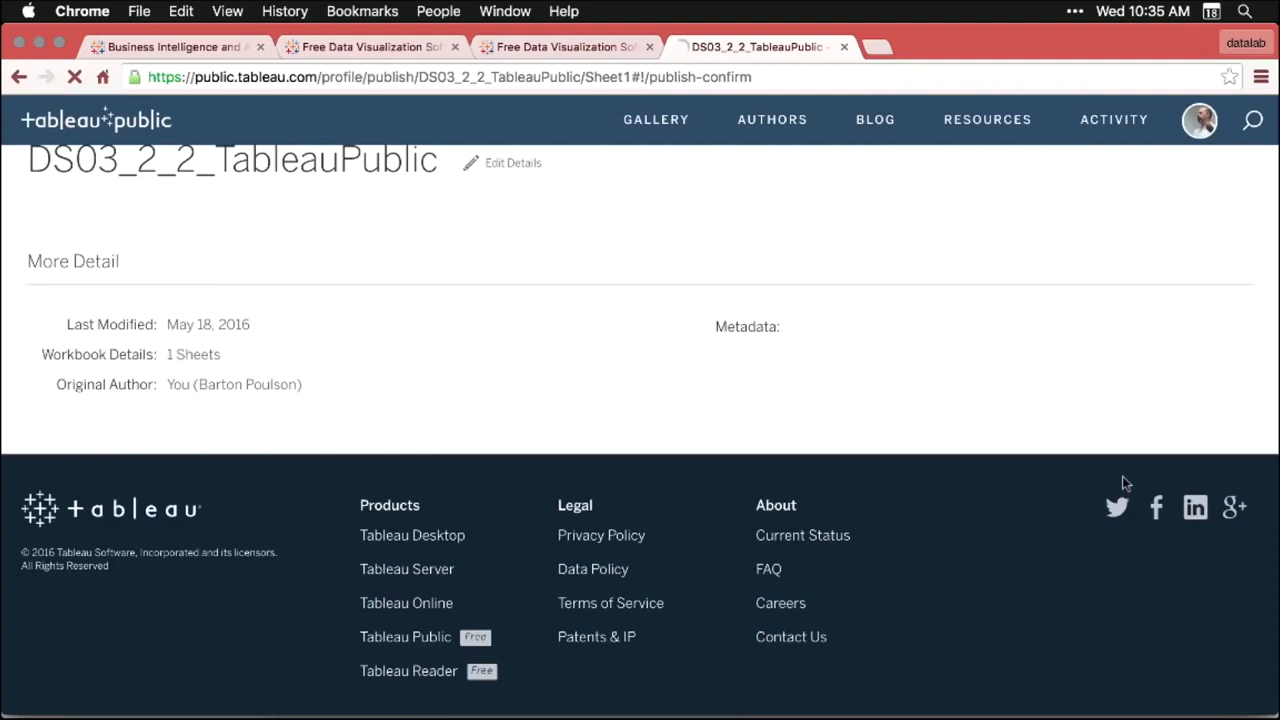 Chrome File Edit View History Bookmarks People Window Help ••• Wed 10:35 AM 18
Business Intelligence and A Free Data Visualization Sof Free Data Visualization Sof DS03_2_2_TableauPublic - datalab
https://public.tableau.com/profile/publish/DS03_2_2_TableauPublic/Sheet1#!/publish-confirm
+ableau public GALLERY AUTHORS BLOG RESOURCES ACTIVITY
DS03_2_2_TableauPublic Edit Details
More Detail
Last Modified: May 18, 2016 Metadata:
Workbook Details: 1 Sheets
Original Author: You (Barton Poulson)
+ableau Products Legal About
Tableau Desktop Privacy Policy Current Status
© 2016 Tableau Software, Incorporated and its licensors.
All Rights Reserved
Tableau Server Data Policy FAQ
Tableau Online Terms of Service Careers
Tableau Public Free Patents & IP Contact Us
Tableau Reader Free